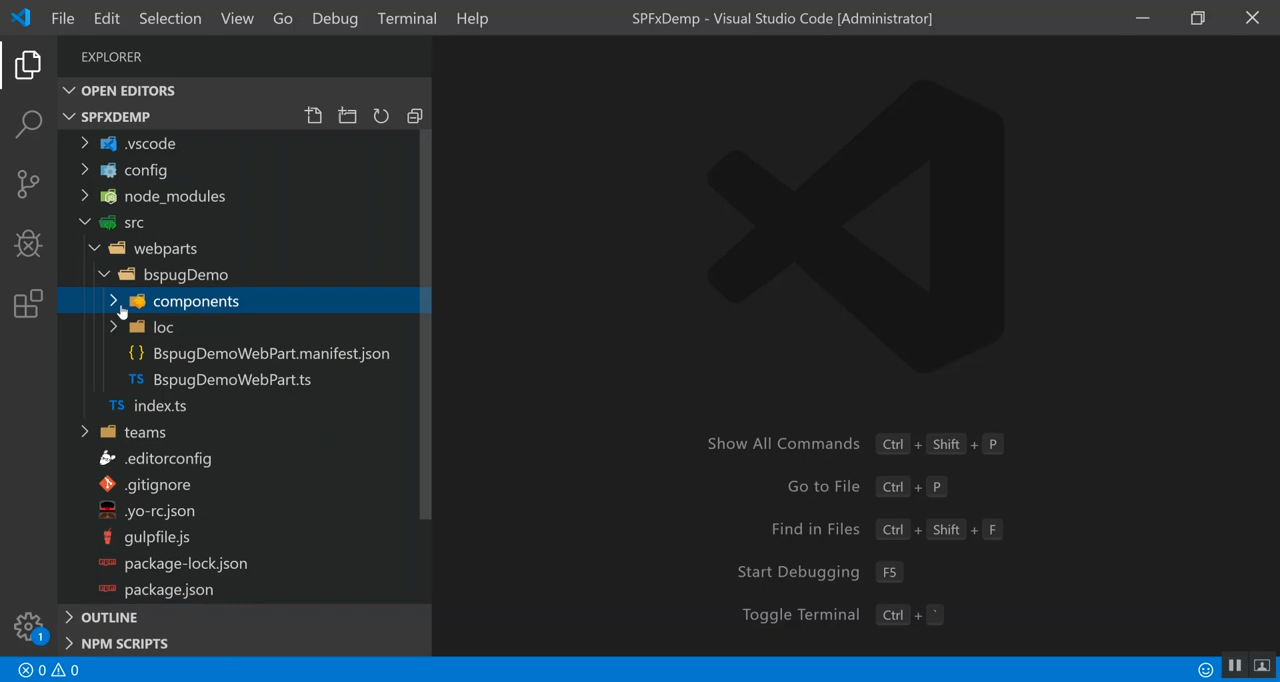 File Edit Selection View Go Debug Terminal Help
SPFxDemp - Visual Studio Code [Administrator]
EXPLORER
OPEN EDITORS
SPFXDEMP
.vscode
config
node_modules
src
webparts
bspugDemo
components
loc
{} BspugDemoWebPart.manifest.json
TS BspugDemoWebPart.ts
TS index.ts
teams
.editorconfig
.gitignore
.yo-rc.json
gulpfile.js
package-lock.json
package.json
OUTLINE
NPM SCRIPTS
Show All Commands Ctrl + Shift + P
Go to File Ctrl + P
Find in Files Ctrl + Shift + F
Start Debugging F5
Toggle Terminal Ctrl + `
1
0 0